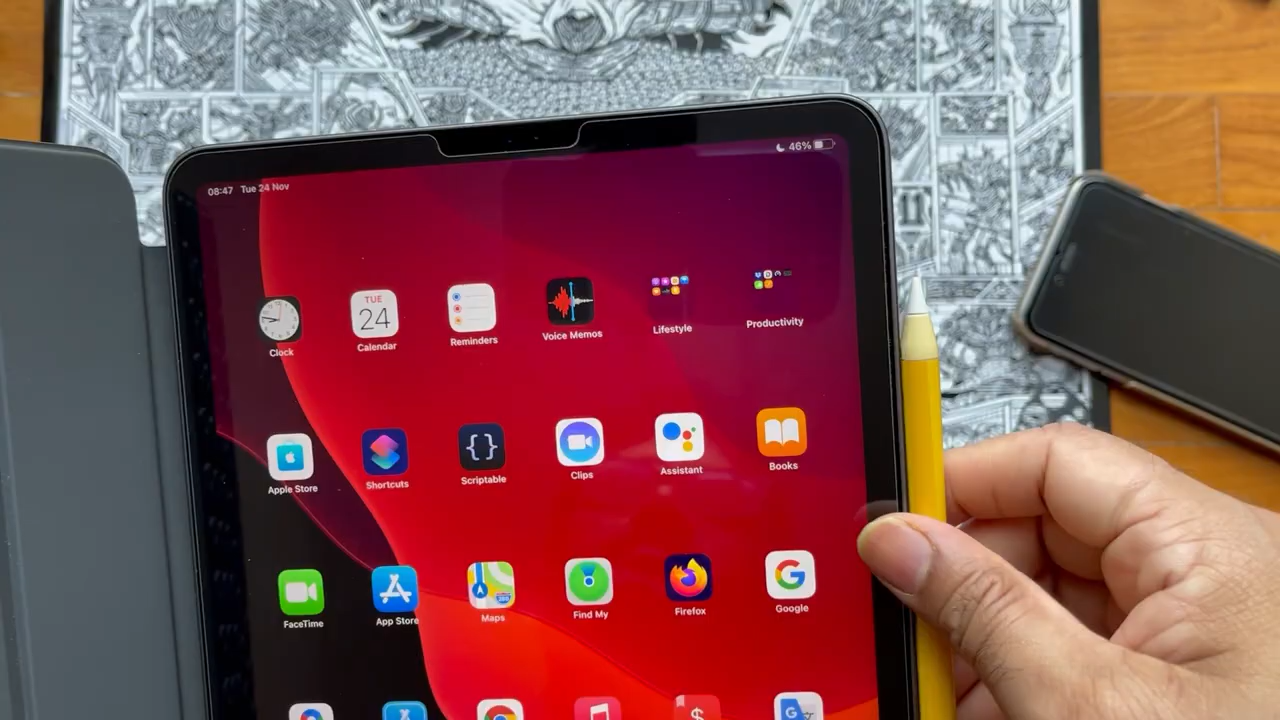 08:47 Tue 24 Nov
46%
TUE
24
Clock
Calendar
Reminders
Voice Memos
Lifestyle
Productivity
Apple Store
Shortcuts
{}
Scriptable
Clips
Assistant
Books
FaceTime
App Store
Maps
Find My
Firefox
G
Google
$
G